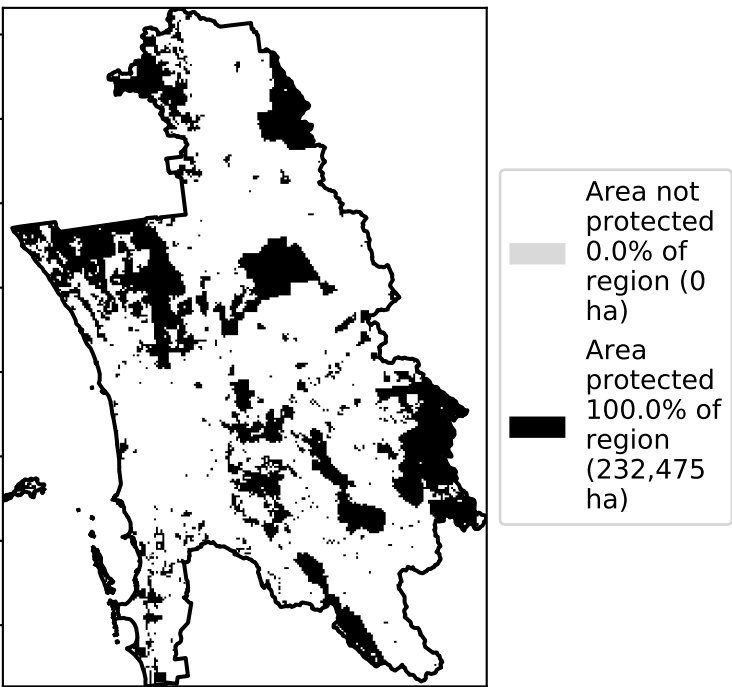 Area not
protected
0.0% of
region (0
ha)
Area
protected
100.0% of
region
(232,475
ha)